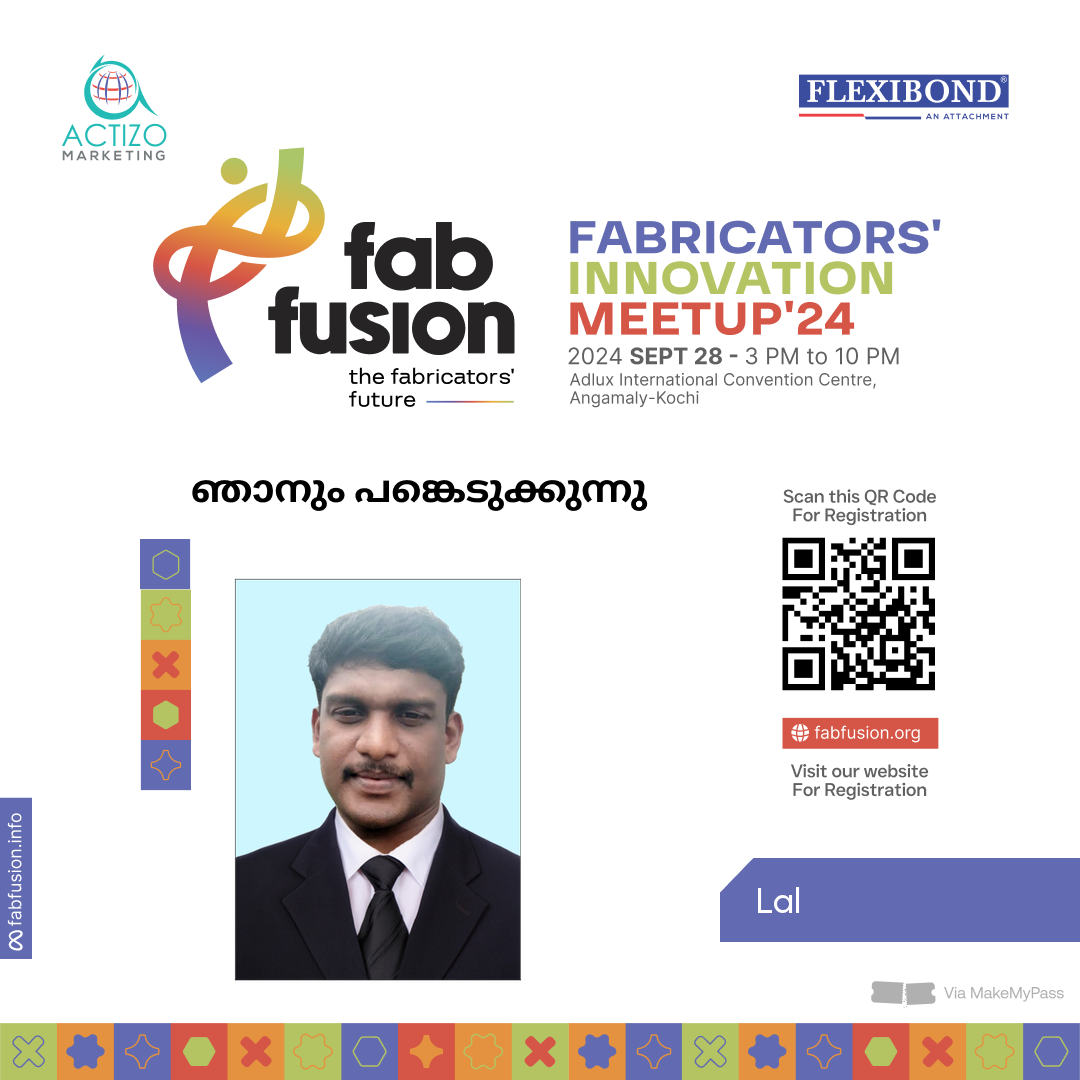 ACTIZO
MARKETING
FLEXIBOND®
AN ATTACHMENT
fab
fusion
the fabricators'
future
FABRICATORS'
INNOVATION
MEETUP'24
2024 SEPT 28 - 3 PM to 10 PM
Adlux International Convention Centre,
Angamaly-Kochi
ഞാനും പങ്കെടുക്കുന്നു
Scan this QR Code
For Registration
fabfusion.org
Visit our website
For Registration
fabfusion.info
Lal
Via MakeMyPass